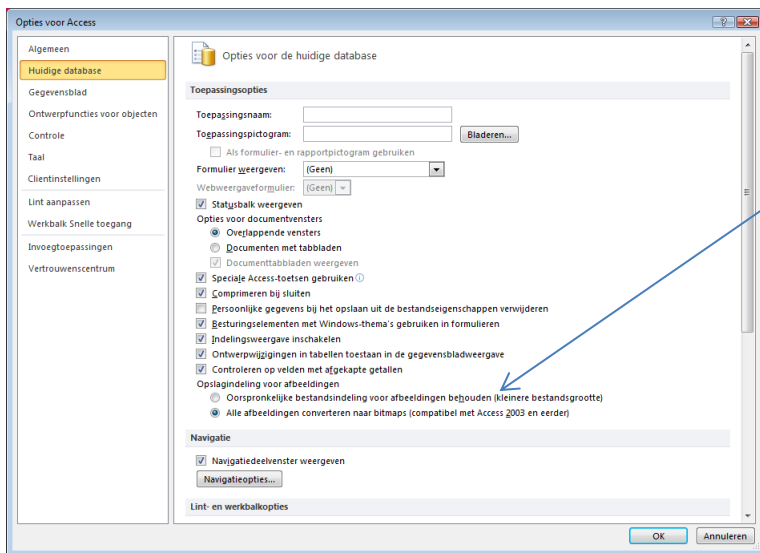 Opties voor Access
Algemeen
Huidige database
Gegevensblad
Ontwerpfuncties voor objecten
Controle
Taal
Clientinstellingen
Lint aanpassen
Werkbalk Snelle toegang
Invoegtoepassingen
Vertrouwenscentrum
Opties voor de huidige database
Toepassingsopties
Toepassingsnaam:
Toepassingspictogram:
Bladeren...
Als formulier- en rapportpictogram gebruiken
Formulier weergeven: (Geen)
Webweergaveformulier: (Geen)
Statusbalk weergeven
Opties voor documentvensters
Overlappende vensters
Documenten met tabbladen
Documenttabbladen weergeven
Speciale Access-toetsen gebruiken
Comprimeren bij sluiten
Persoonlijke gegevens bij het opslaan uit de bestandseigenschappen verwijderen
Besturingselementen met Windows-thema's gebruiken in formulieren
Indelingsweergave inschakelen
Ontwerpwijzigingen in tabellen toestaan in de gegevensbladweergave
Controleren op velden met afgekapte getallen
Opslagindeling voor afbeeldingen
Oorspronkelijke bestandsindeling voor afbeeldingen behouden (kleinere bestandsgrootte)
Alle afbeeldingen converteren naar bitmaps (compatibel met Access 2003 en eerder)
Navigatie
Navigatiedeelvenster weergeven
Navigatieopties...
Lint- en werkbalkopties
OK
Annuleren